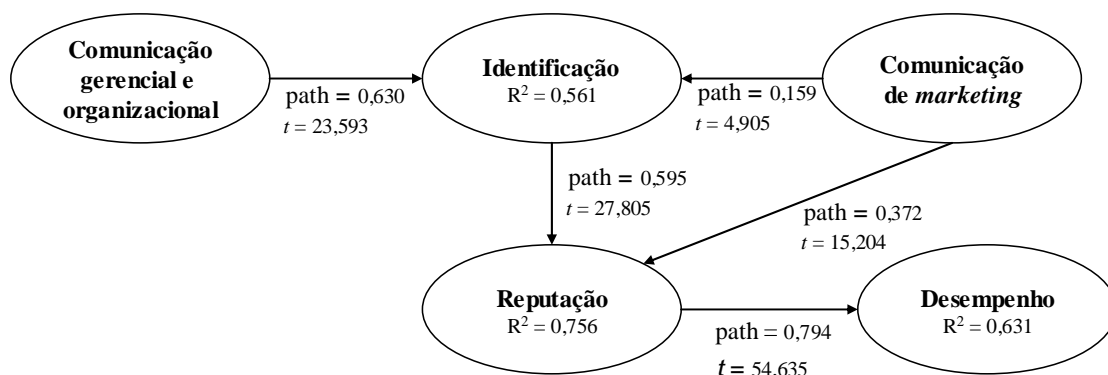 Comunicação
gerencial e
organizacional
path = 0,630
t = 23,593
Identificação
R² = 0,561
path = 0,159
t = 4,905
Comunicação
de marketing
path = 0,595
t = 27,805
path = 0,372
t = 15,204
Reputação
R² = 0,756
path = 0,794
t = 54,635
Desempenho
R² = 0,631